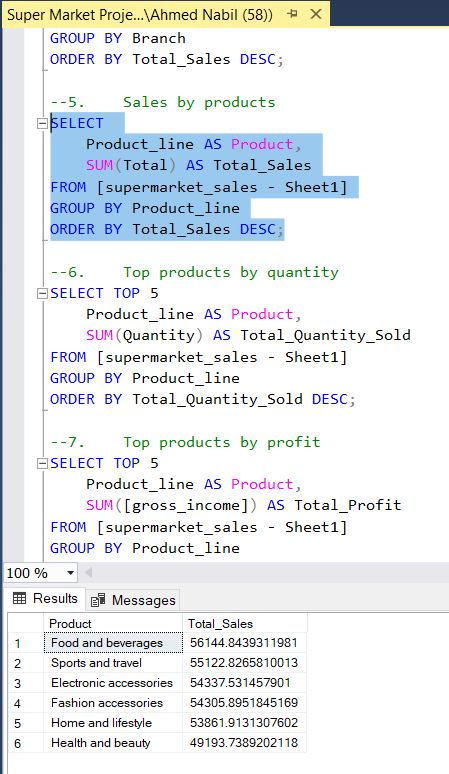 Super Market Proje...\Ahmed Nabil (58))
GROUP BY Branch
ORDER BY Total_Sales DESC;
--5. Sales by products
SELECT
Product_line AS Product,
SUM(Total) AS Total_Sales
FROM [supermarket_sales - Sheet1]
GROUP BY Product_line
ORDER BY Total_Sales DESC;
--6. Top products by quantity
SELECT TOP 5
Product_line AS Product,
SUM(Quantity) AS Total_Quantity_Sold
FROM [supermarket_sales - Sheet1]
GROUP BY Product_line
ORDER BY Total_Quantity_Sold DESC;
--7. Top products by profit
SELECT TOP 5
Product_line AS Product,
SUM([gross_income]) AS Total_Profit
FROM [supermarket_sales - Sheet1]
GROUP BY Product_line
100 %
Results Messages
Product Total_Sales
1 Food and beverages 56144.8439311981
2 Sports and travel 55122.8265810013
3 Electronic accessories 54337.531457901
4 Fashion accessories 54305.8951845169
5 Home and lifestyle 53861.9131307602
6 Health and beauty 49193.7389202118